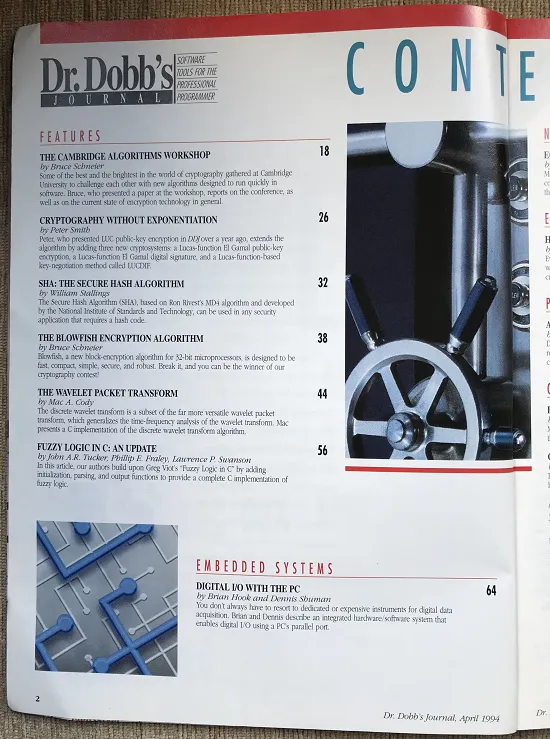 Dr. Dobb's
JOURNAL
SOFTWARE
TOOLS FOR THE
PROFESSIONAL
PROGRAMMER
CONTE
FEATURES
THE CAMBRIDGE ALGORITHMS WORKSHOP 18
by Bruce Schneier
Some of the best and the brightest in the world of cryptography gathered at Cambridge
University to challenge each other with new algorithms designed to run quickly in
software. Bruce, who presented a paper at the workshop, reports on the conference, as
well as on the current state of encryption technology in general.
CRYPTOGRAPHY WITHOUT EXPONENTIATION 26
by Peter Smith
Peter, who presented LUC public-key encryption in DDJ over a year ago, extends the
algorithm by adding three new cryptosystems: a Lucas-function El Gamal public-key
encryption, a Lucas-function El Gamal digital signature, and a Lucas-function-based
key-negotiation method called LUCDIF.
SHA: THE SECURE HASH ALGORITHM 32
by William Stallings
The Secure Hash Algorithm (SHA), based on Ron Rivest's MD4 algorithm and developed
by the National Institute of Standards and Technology, can be used in any security
application that requires a hash code.
THE BLOWFISH ENCRYPTION ALGORITHM 38
by Bruce Schneier
Blowfish, a new block-encryption algorithm for 32-bit microprocessors, is designed to be
fast, compact, simple, secure, and robust. Break it, and you can be the winner of our
cryptography contest!
THE WAVELET PACKET TRANSFORM 44
by Mac A. Cody
The discrete wavelet transform is a subset of the far more versatile wavelet packet
transform, which generalizes the time-frequency analysis of the wavelet transform. Mac
presents a C implementation of the discrete wavelet transform algorithm.
FUZZY LOGIC IN C: AN UPDATE 56
by John A.R. Tucker, Phillip E. Fraley, Lawrence P. Swanson
In this article, our authors build upon Greg Viot's "Fuzzy Logic in C" by adding
initialization, parsing, and output functions to provide a complete C implementation of
fuzzy logic.
EMBEDDED SYSTEMS
DIGITAL I/O WITH THE PC 64
by Brian Hook and Dennis Shuman
You don't always have to resort to dedicated or expensive instruments for digital data
acquisition. Brian and Dennis describe an integrated hardware/software system that
enables digital I/O using a PC's parallel port.
2
Dr. Dobb's Journal, April 1994
Dr.